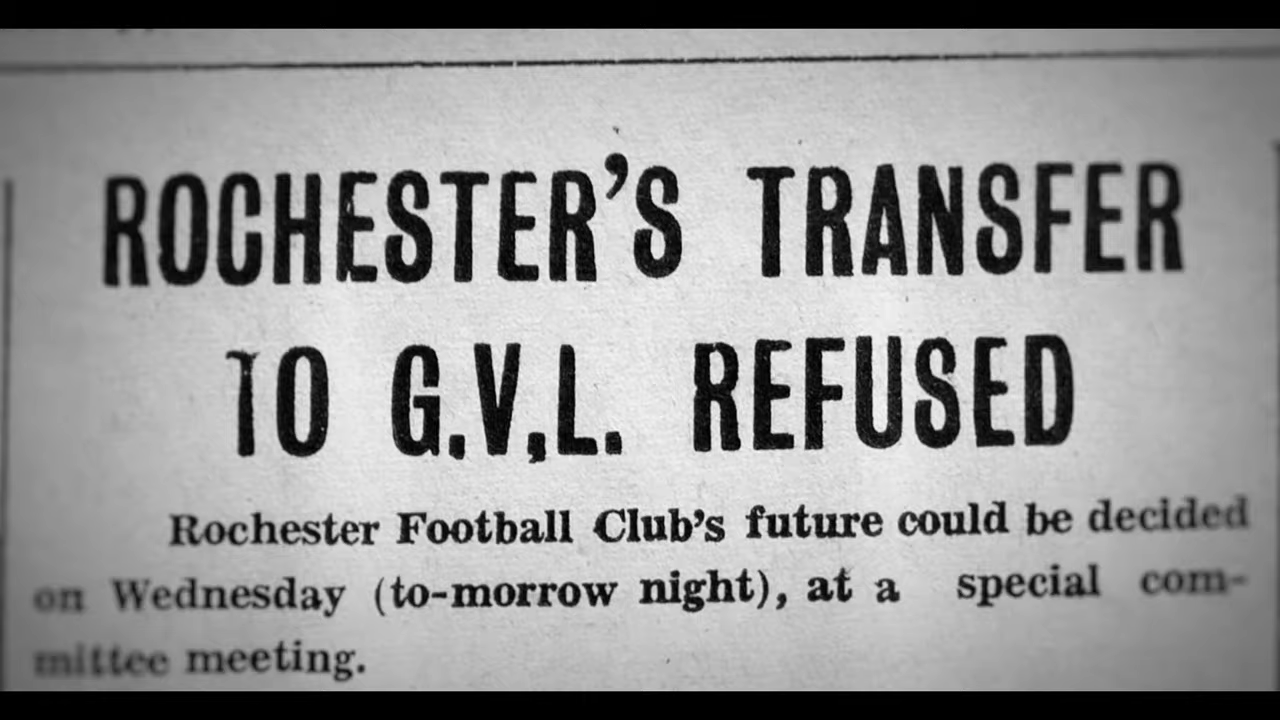 ROCHESTER'S TRANSFER
TO G.V.L. REFUSED
Rochester Football Club's future could be decided
on Wednesday (to-morrow night), at a special com-
mittee meeting.